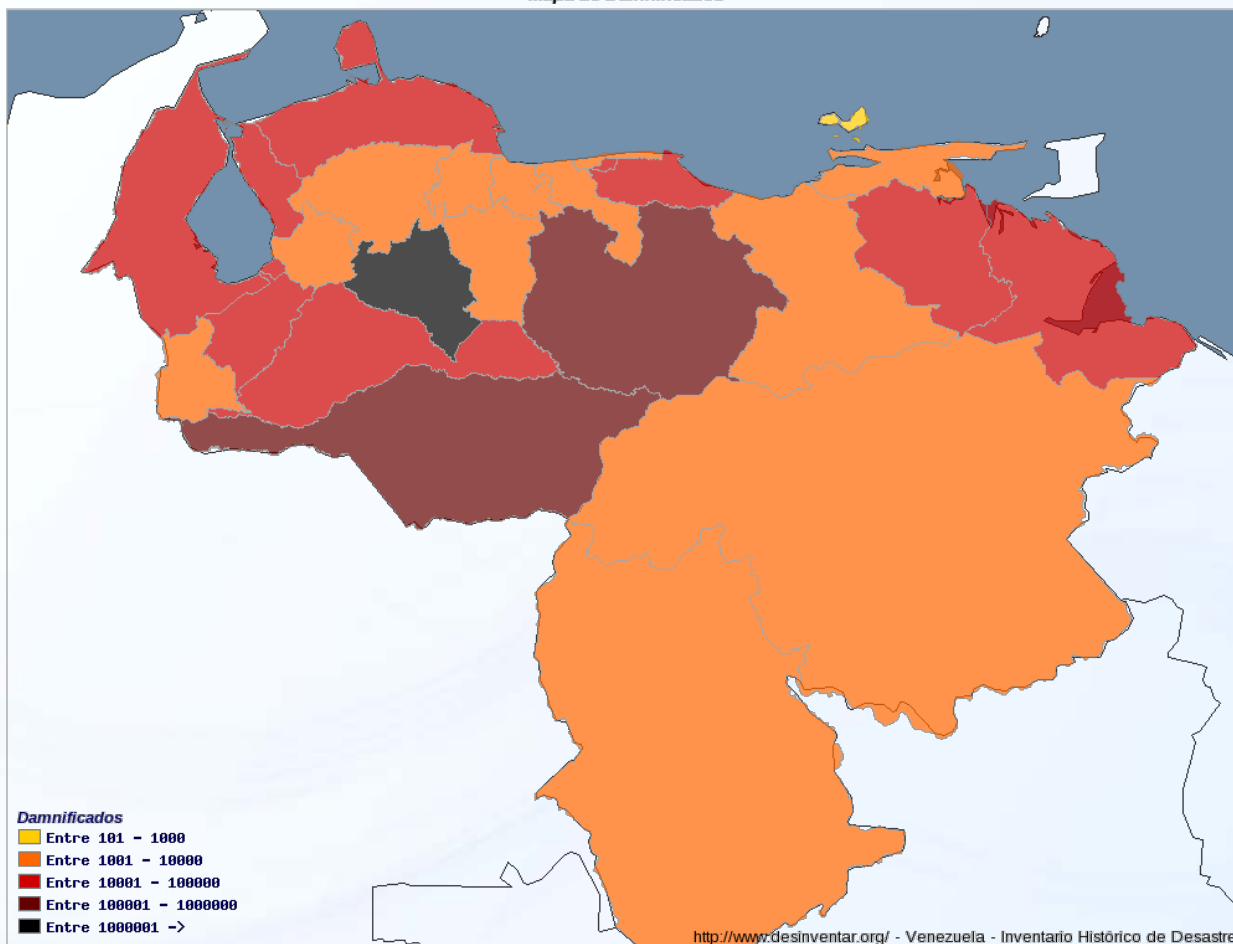 Damnificados
Entre 101 - 1000
Entre 1001 - 10000
Entre 10001 - 100000
Entre 100001 - 1000000
Entre 1000001 ->
http://www.desinventar.org/ - Venezuela - Inventario Histórico de Desastre